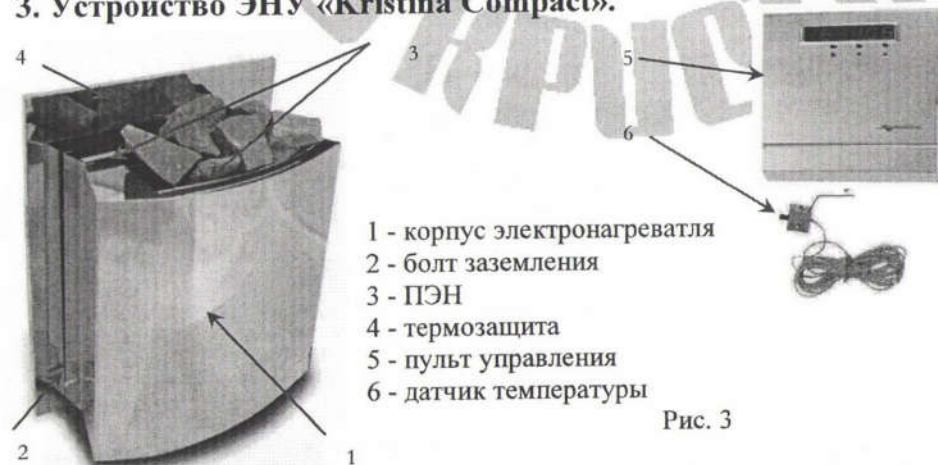 3. Устройство ЭНУ «Kristina Compact».
4
3
5
6
1 - корпус электронагреватля
2 - болт заземления
3 - ПЭН
4 - термозащита
5 - пульт управления
6 - датчик температуры
Рис. 3
2
1